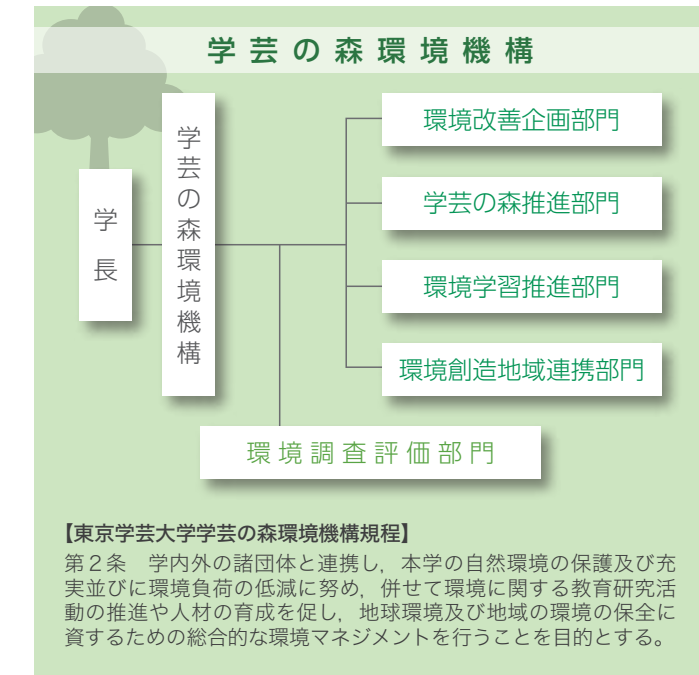 学芸の森環境機構
学長
学芸の森環境機構
環境改善企画部門
学芸の森推進部門
環境学習推進部門
環境創造地域連携部門
環境調査評価部門
【東京学芸大学学芸の森環境機構規程】
第2条　学内外の諸団体と連携し，本学の自然環境の保護及び充
実並びに環境負荷の低減に努め，併せて環境に関する教育研究活
動の推進や人材の育成を促し，地球環境及び地域の環境の保全に
資するための総合的な環境マネジメントを行うことを目的とする。